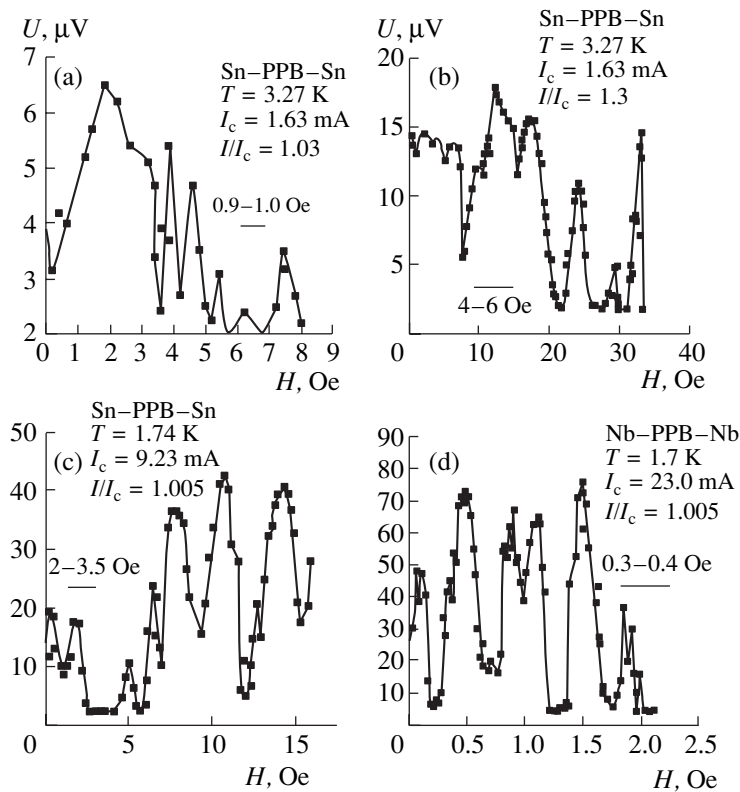 U, μV
(a)
Sn–PPB–Sn
T = 3.27 K
I_c = 1.63 mA
I/I_c = 1.03
0.9–1.0 Oe
7
6
5
4
3
2
0 1 2 3 4 5 6 7 8 9
H, Oe
U, μV
(b)
Sn–PPB–Sn
T = 3.27 K
I_c = 1.63 mA
I/I_c = 1.3
4–6 Oe
20
15
10
5
0 10 20 30 40
H, Oe
(c)
Sn–PPB–Sn
T = 1.74 K
I_c = 9.23 mA
I/I_c = 1.005
2–3.5 Oe
50
40
30
20
10
0 5 10 15
H, Oe
(d)
Nb–PPB–Nb
T = 1.7 K
I_c = 23.0 mA
I/I_c = 1.005
0.3–0.4 Oe
90
80
70
60
50
40
30
20
10
0 0.5 1.0 1.5 2.0 2.5
H, Oe